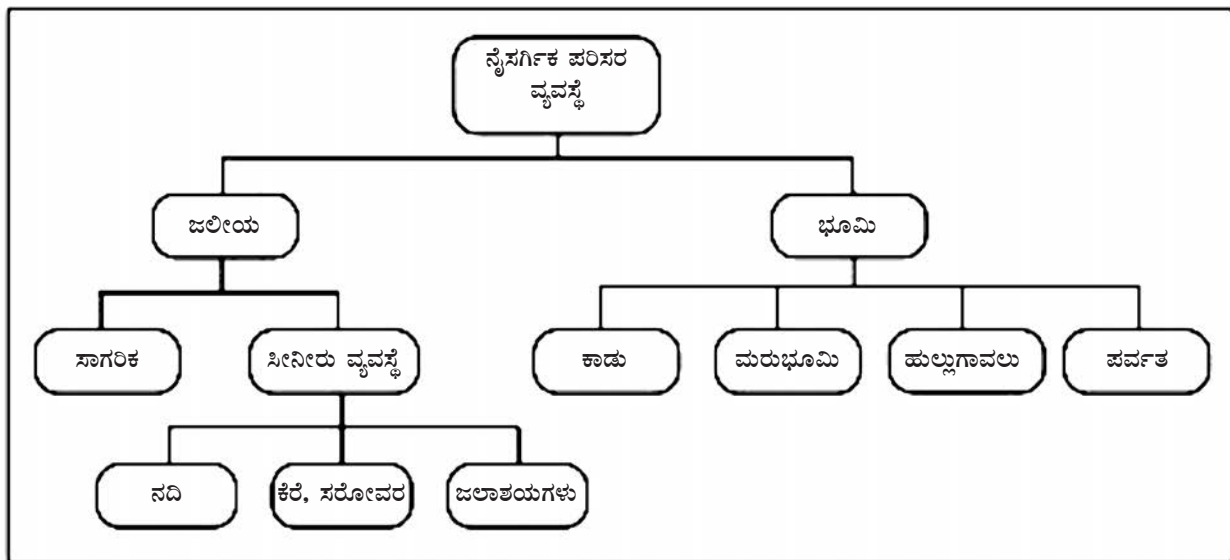 ನೈಸರ್ಗಿಕ ಪರಿಸರ
ವ್ಯವಸ್ಥೆ
ಜಲೀಯ
ಭೂಮಿ
ಸಾಗರಿಕ
ಸೀನೀರು ವ್ಯವಸ್ಥೆ
ಕಾಡು
ಮರುಭೂಮಿ
ಹುಲ್ಲುಗಾವಲು
ಪರ್ವತ
ನದಿ
ಕೆರೆ, ಸರೋವರ
ಜಲಾಶಯಗಳು